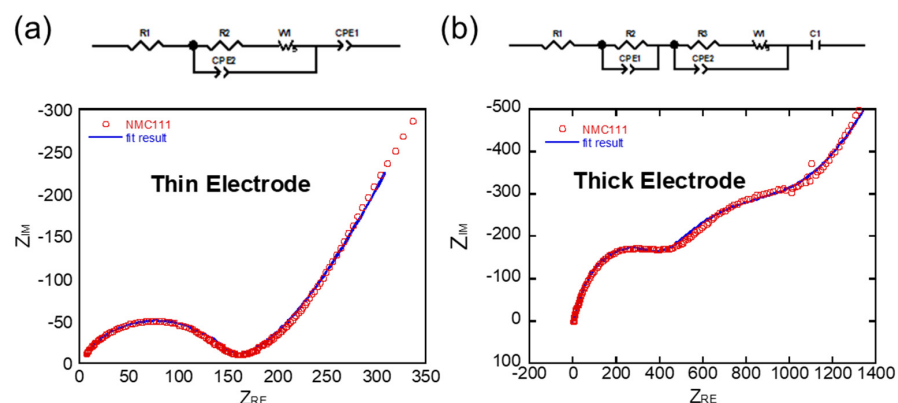 (a)
R1
R2
W1
CPE1
CPE2
-300
-250
-200
-150
-100
-50
0
NMC111
fit result
Thin Electrode
ZIM
0
50
100
150
200
250
300
350
ZRE
(b)
R1
R2
R3
W1
C1
CPE1
CPE2
-500
-400
-300
-200
-100
0
100
NMC111
fit result
Thick Electrode
ZIM
-200
0
200
400
600
800
1000
1200
1400
ZRE